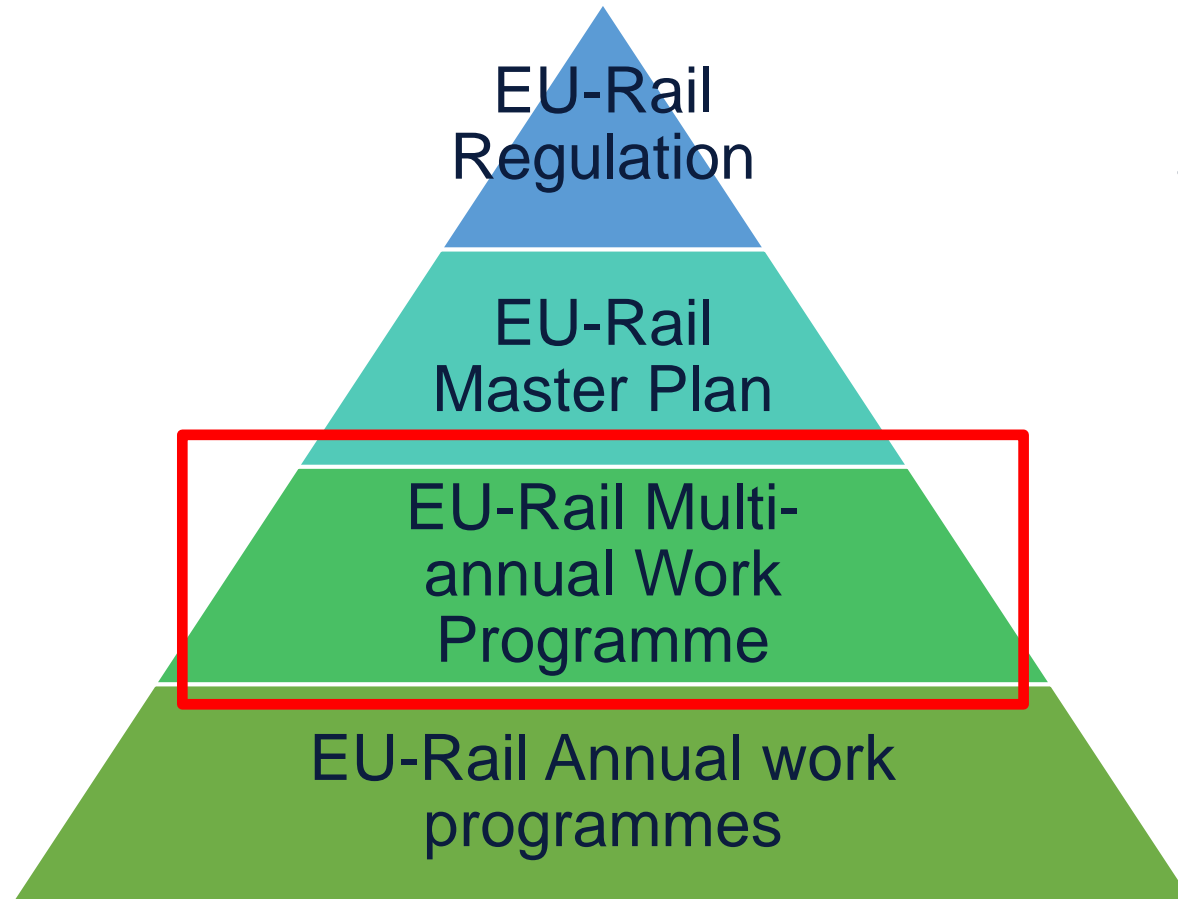 EU-Rail
Regulation
EU-Rail
Master Plan
EU-Rail Multi-
annual Work
Programme
EU-Rail Annual work
programmes